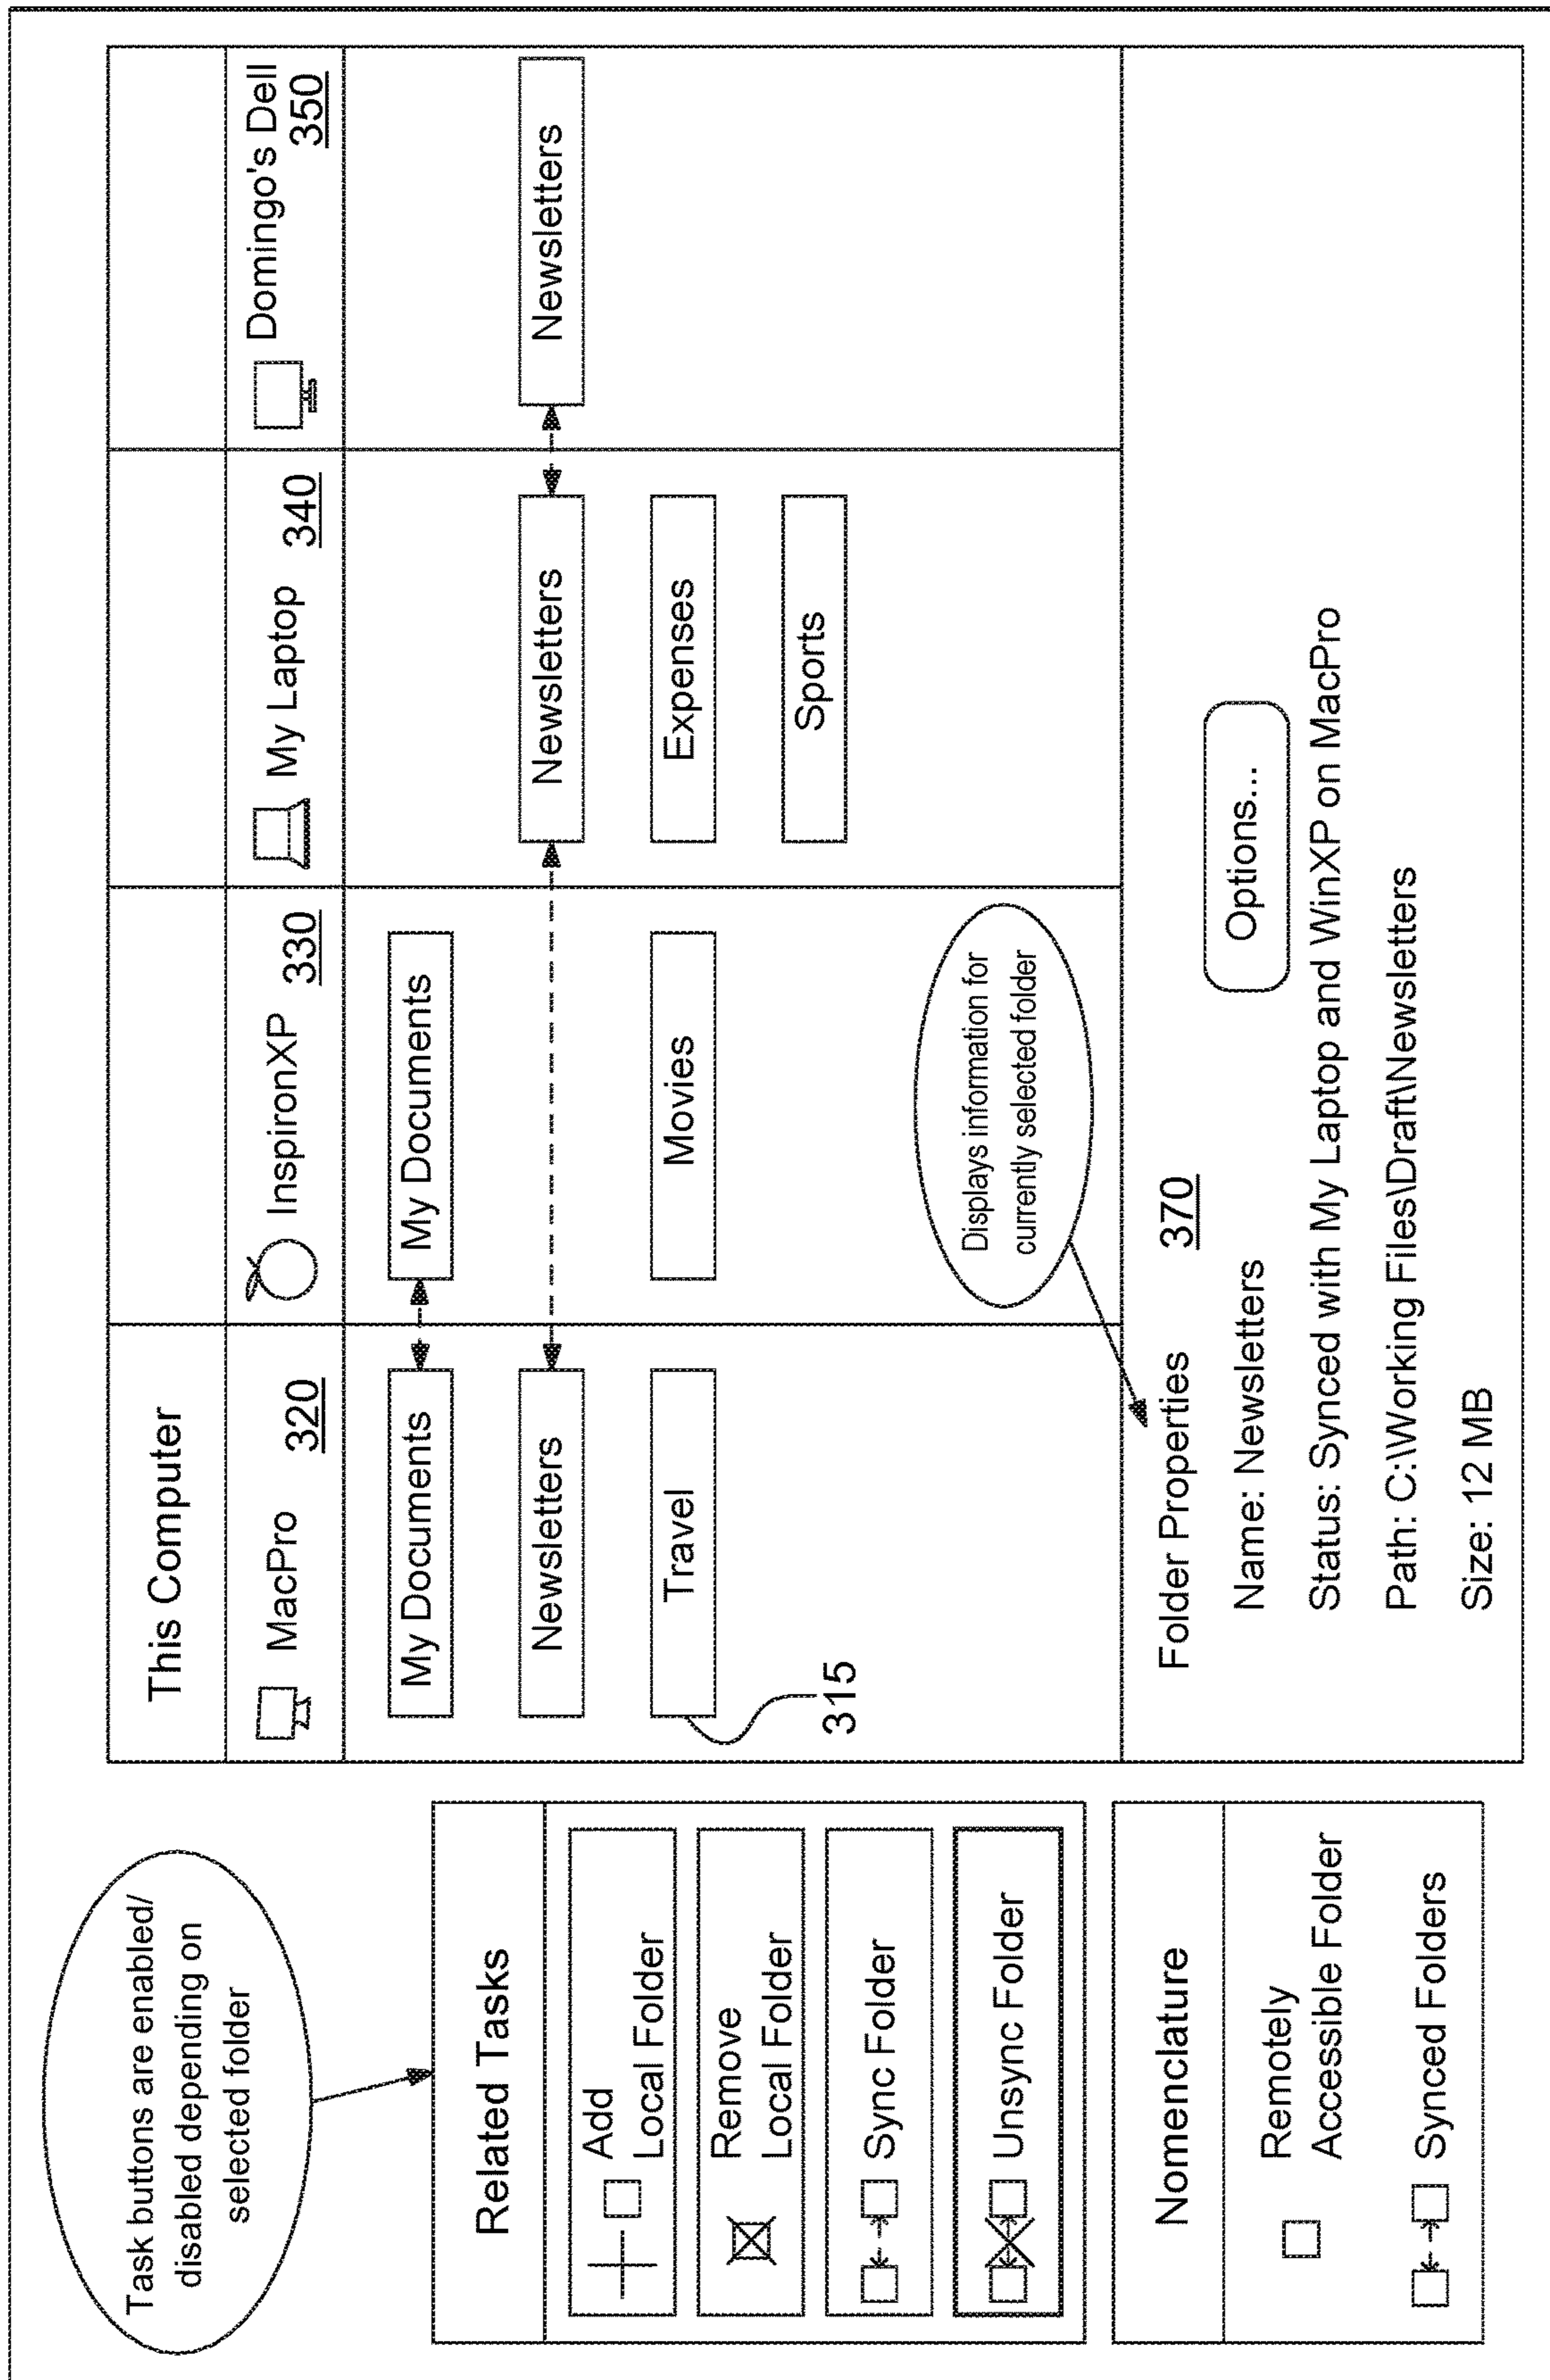 Task buttons are enabled/
disabled depending on
selected folder
Related Tasks
Add
Local Folder
Remove
Local Folder
Sync Folder
Unsync Folder
Nomenclature
Remotely
Accessible Folder
Synced Folders
This Computer
MacPro
320
InspironXP
330
My Laptop
340
Domingo's Dell
350
My Documents
My Documents
Newsletters
Newsletters
Newsletters
Travel
Movies
Expenses
315
Sports
Displays information for
currently selected folder
Folder Properties
370
Name: Newsletters
Options...
Status: Synced with My Laptop and WinXP on MacPro
Path: C:\Working Files\Draft\Newsletters
Size: 12 MB